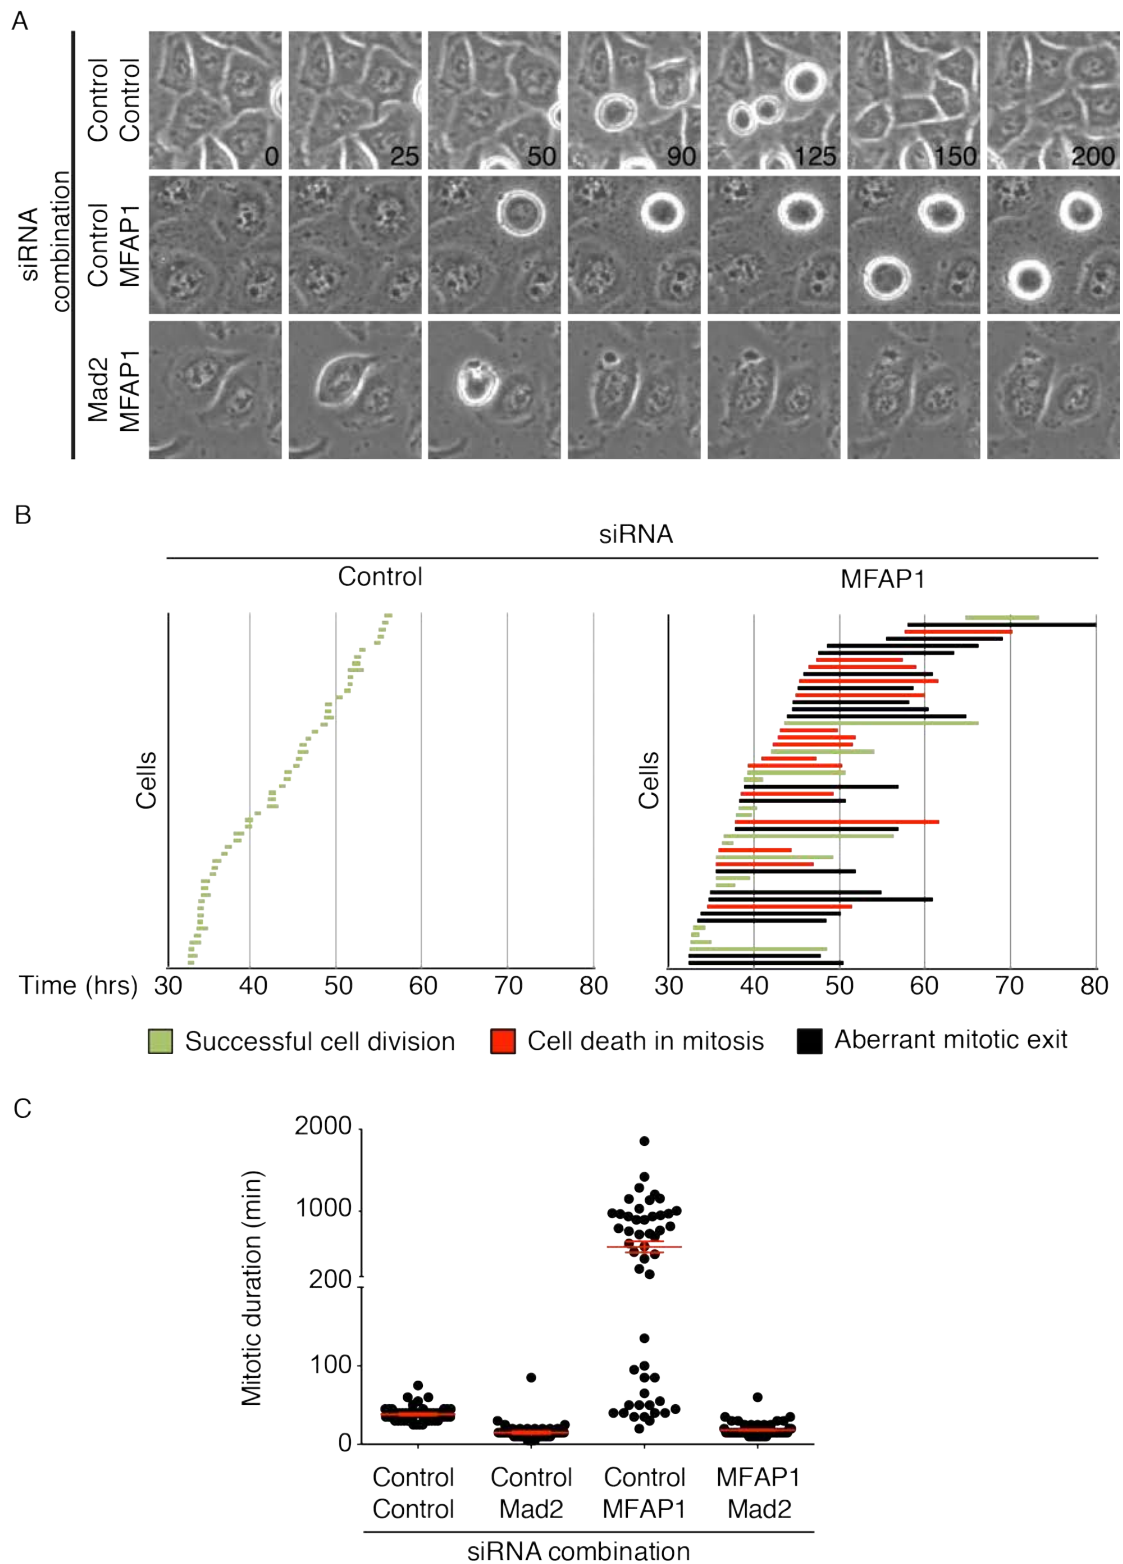 A
siRNA
combination
Control
Control
0
25
50
90
125
150
200
Control
MFAP1
Mad2
MFAP1
B
siRNA
Control
MFAP1
Cells
Cells
Time (hrs)
30 40 50 60 70 80
30 40 50 60 70 80
Successful cell division
Cell death in mitosis
Aberrant mitotic exit
C
Mitotic duration (min)
2000
1000
200
100
0
Control Control Control MFAP1
Control Mad2 MFAP1 Mad2
siRNA combination